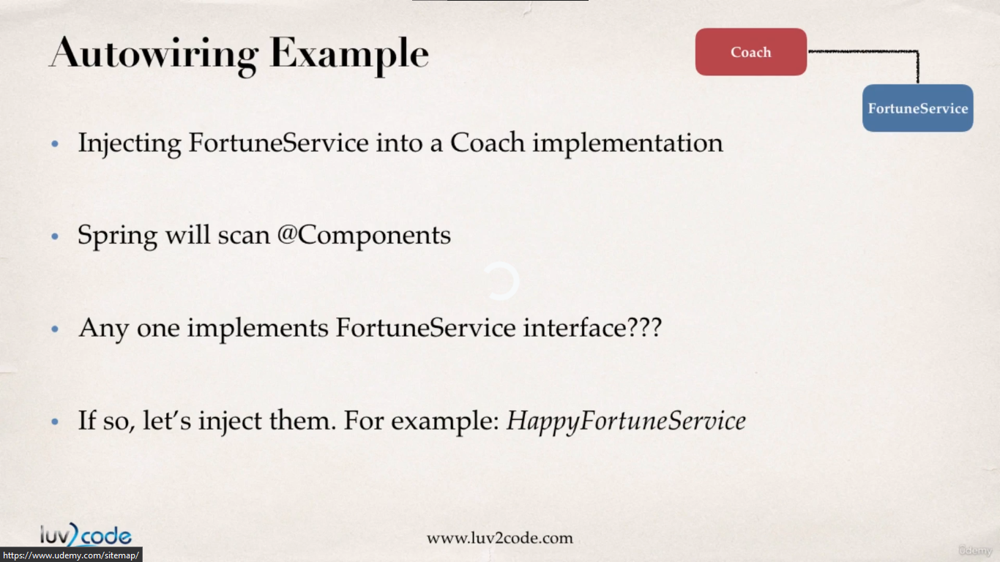 Autowiring Example
Coach
FortuneService
• Injecting FortuneService into a Coach implementation
• Spring will scan @Components
• Any one implements FortuneService interface???
• If so, let’s inject them. For example: HappyFortuneService
luv2code
www.luv2code.com
udemy
https://www.udemy.com/sitemap/